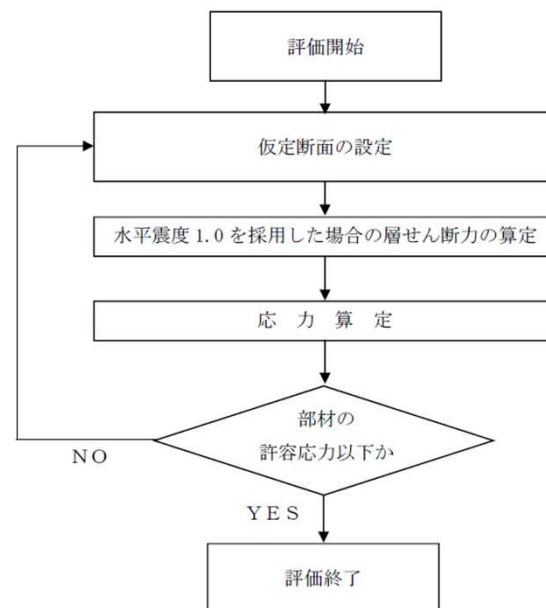 評価開始
仮定断面の設定
水平震度 1.0 を採用した場合の層せん断力の算定
応 力 算 定
部材の
許容応力以下か
NO
YES
評価終了